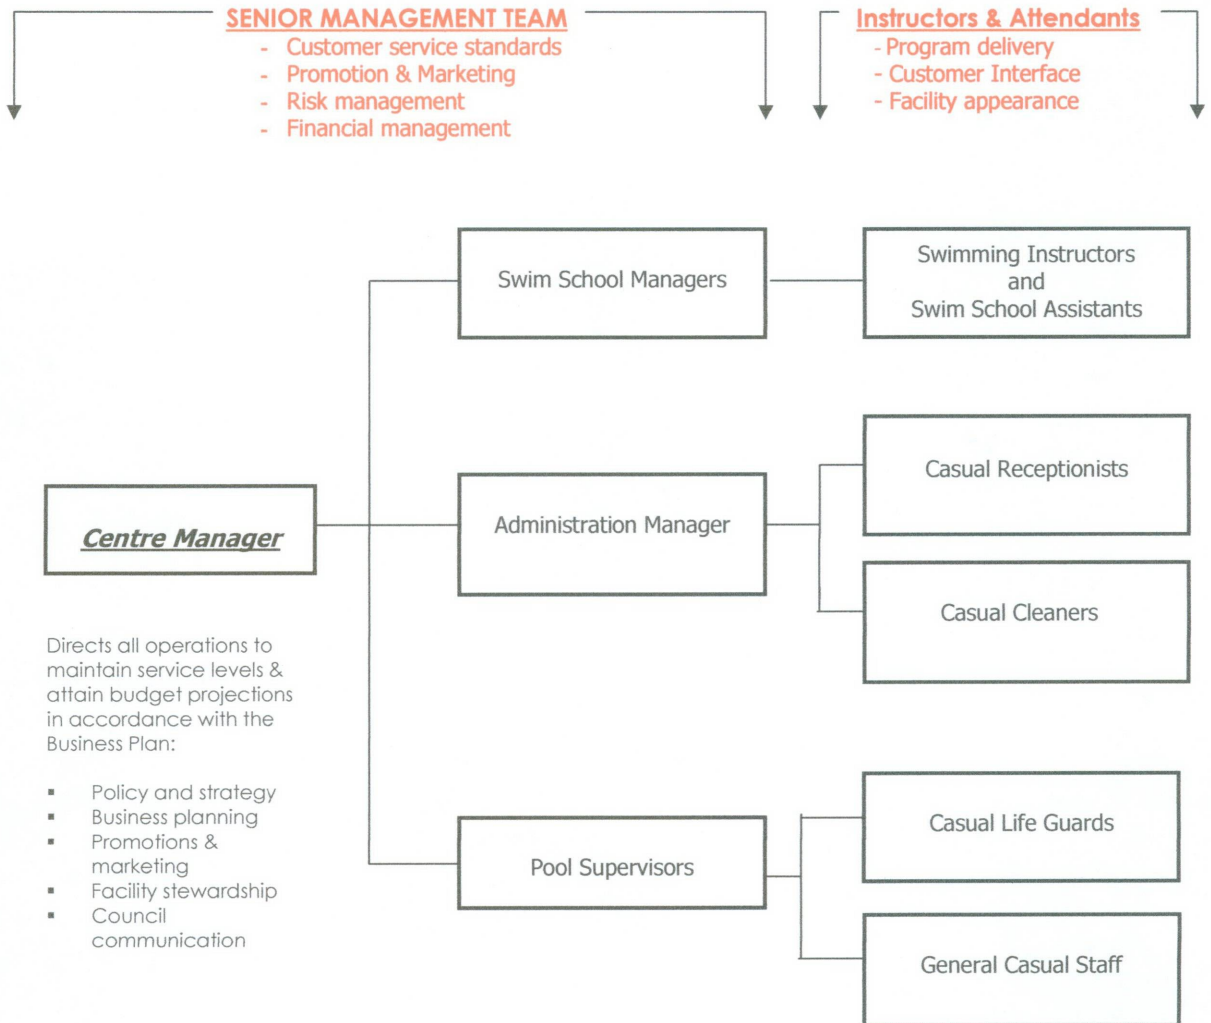 SENIOR MANAGEMENT TEAM
- Customer service standards
- Promotion & Marketing
- Risk management
- Financial management
Instructors & Attendants
- Program delivery
- Customer Interface
- Facility appearance
Swim School Managers
Swimming Instructors
and
Swim School Assistants
Casual Receptionists
Centre Manager
Administration Manager
Casual Cleaners
Directs all operations to
maintain service levels &
attain budget projections
in accordance with the
Business Plan:
▪ Policy and strategy
▪ Business planning
▪ Promotions &
marketing
▪ Facility stewardship
▪ Council
communication
Pool Supervisors
Casual Life Guards
General Casual Staff